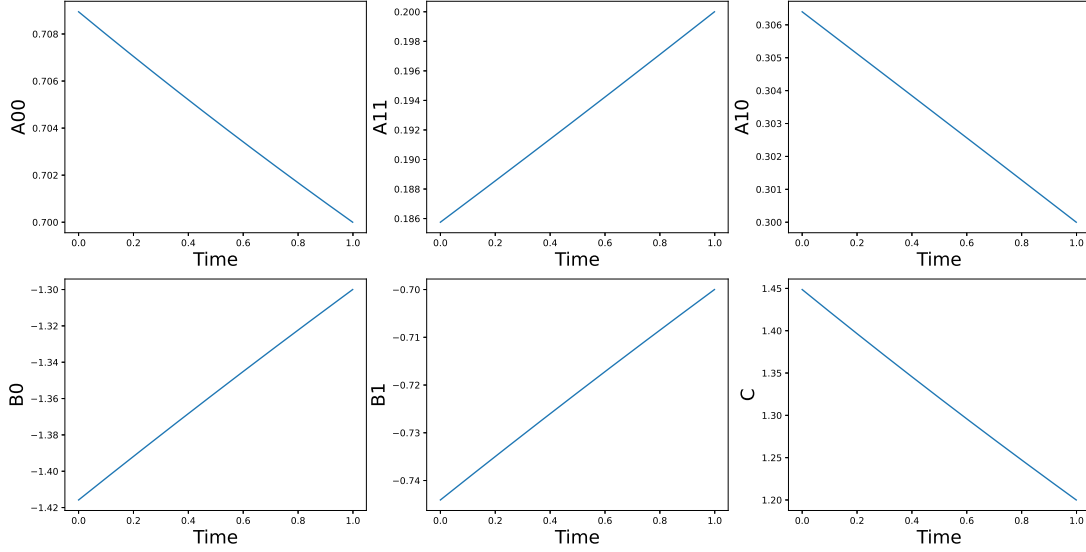 A00
0.708
0.706
0.704
0.702
0.700
0.0 0.2 0.4 0.6 0.8 1.0
Time
A11
0.200
0.198
0.196
0.194
0.192
0.190
0.188
0.186
0.0 0.2 0.4 0.6 0.8 1.0
Time
A10
0.306
0.305
0.304
0.303
0.302
0.301
0.300
0.0 0.2 0.4 0.6 0.8 1.0
Time
B0
−1.30
−1.32
−1.34
−1.36
−1.38
−1.40
−1.42
0.0 0.2 0.4 0.6 0.8 1.0
Time
B1
−0.70
−0.71
−0.72
−0.73
−0.74
0.0 0.2 0.4 0.6 0.8 1.0
Time
C
1.45
1.40
1.35
1.30
1.25
1.20
0.0 0.2 0.4 0.6 0.8 1.0
Time